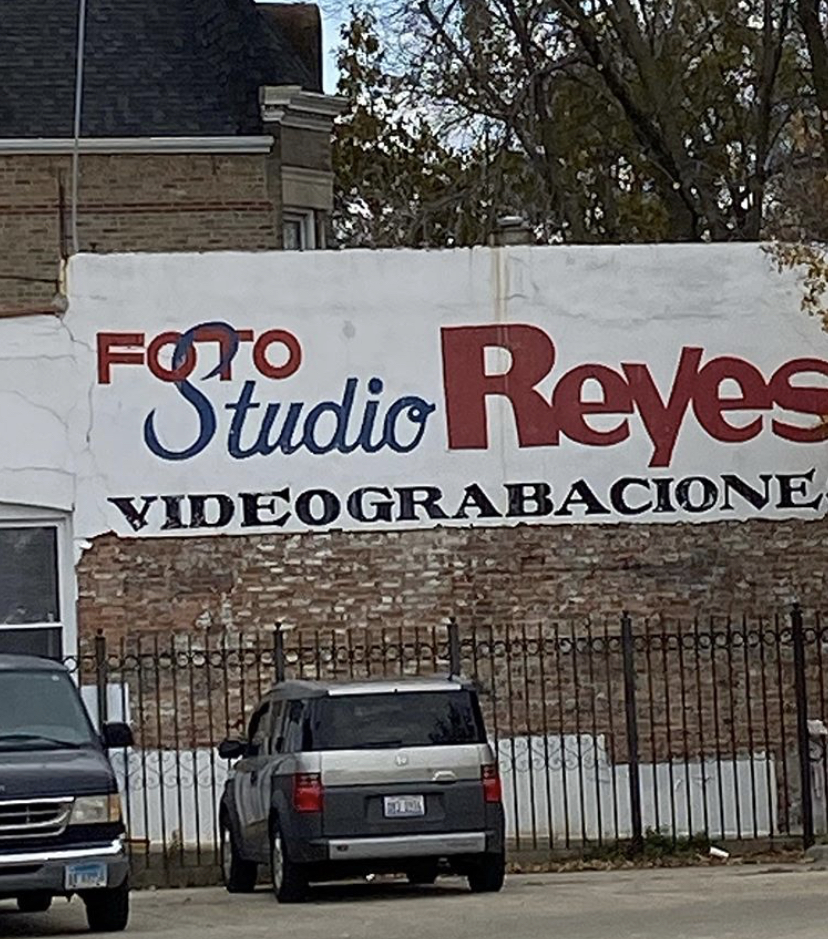 FOTO
Studio Reyes
VIDEOGRABACIONE